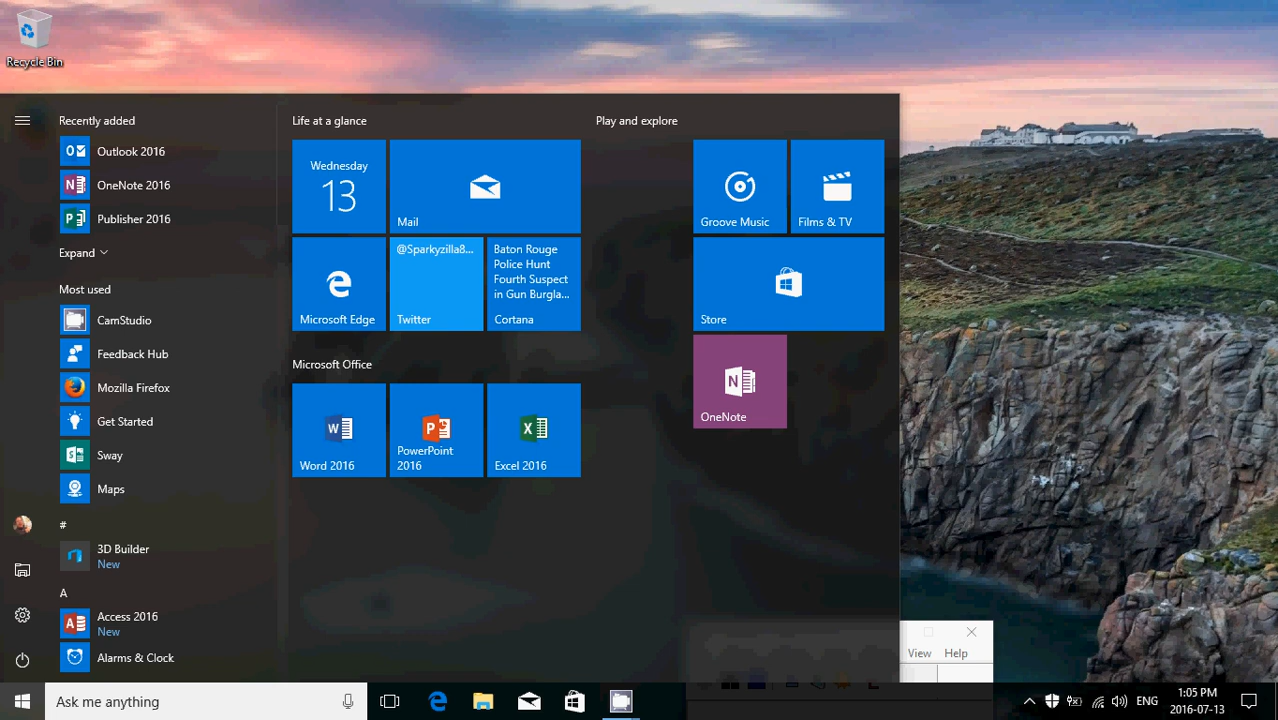 Recycle Bin
Recently added
Outlook 2016
OneNote 2016
Publisher 2016
Expand
Most used
CamStudio
Feedback Hub
Mozilla Firefox
Get Started
Sway
Maps
#
3D Builder
New
A
Access 2016
New
Alarms & Clock
Life at a glance
Wednesday
13
Mail
Microsoft Edge
@Sparkyzilla8...
Twitter
Baton Rouge
Police Hunt
Fourth Suspect
in Gun Burgla...
Cortana
Microsoft Office
Word 2016
PowerPoint
2016
Excel 2016
Play and explore
Groove Music
Films & TV
Store
OneNote
View Help
Ask me anything
ENG
1:05 PM
2016-07-13